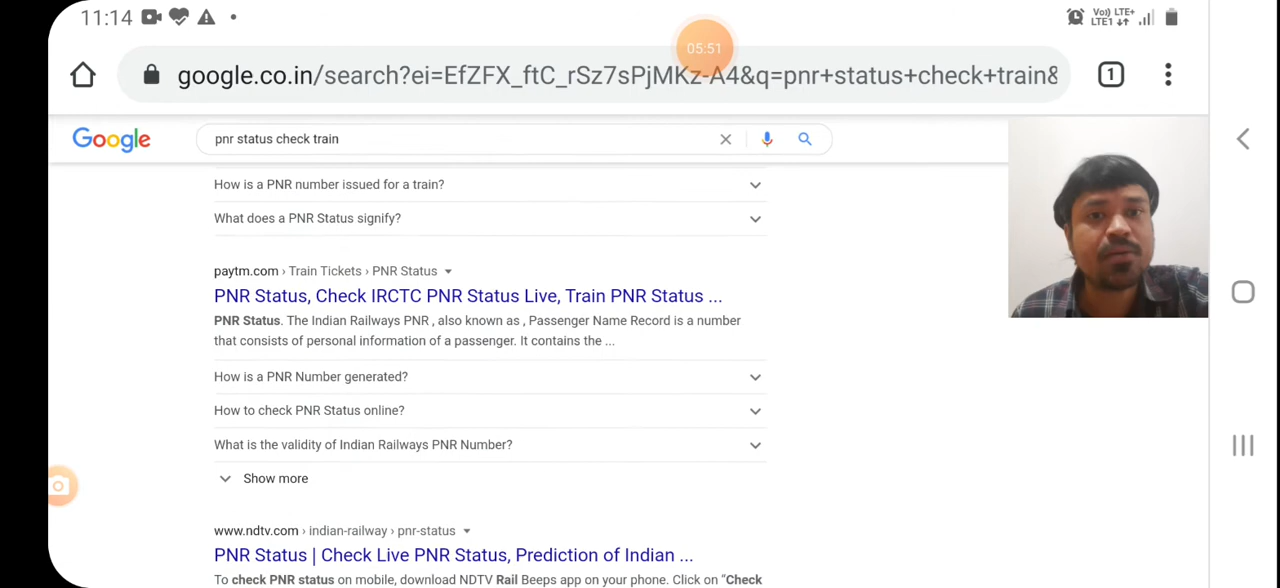 11:14
Vo)) LTE+
LTE1
05:51
google.co.in/search?ei=EfZFX_ftC_rSz7sPjMKz-A4&q=pnr+status+check+train&
1
Google
pnr status check train
How is a PNR number issued for a train?
What does a PNR Status signify?
paytm.com › Train Tickets › PNR Status
PNR Status, Check IRCTC PNR Status Live, Train PNR Status ...
PNR Status. The Indian Railways PNR , also known as , Passenger Name Record is a number
that consists of personal information of a passenger. It contains the ...
How is a PNR Number generated?
How to check PNR Status online?
What is the validity of Indian Railways PNR Number?
Show more
www.ndtv.com › indian-railway › pnr-status
PNR Status | Check Live PNR Status, Prediction of Indian ...
To check PNR status on mobile, download NDTV Rail Beeps app on your phone. Click on “Check